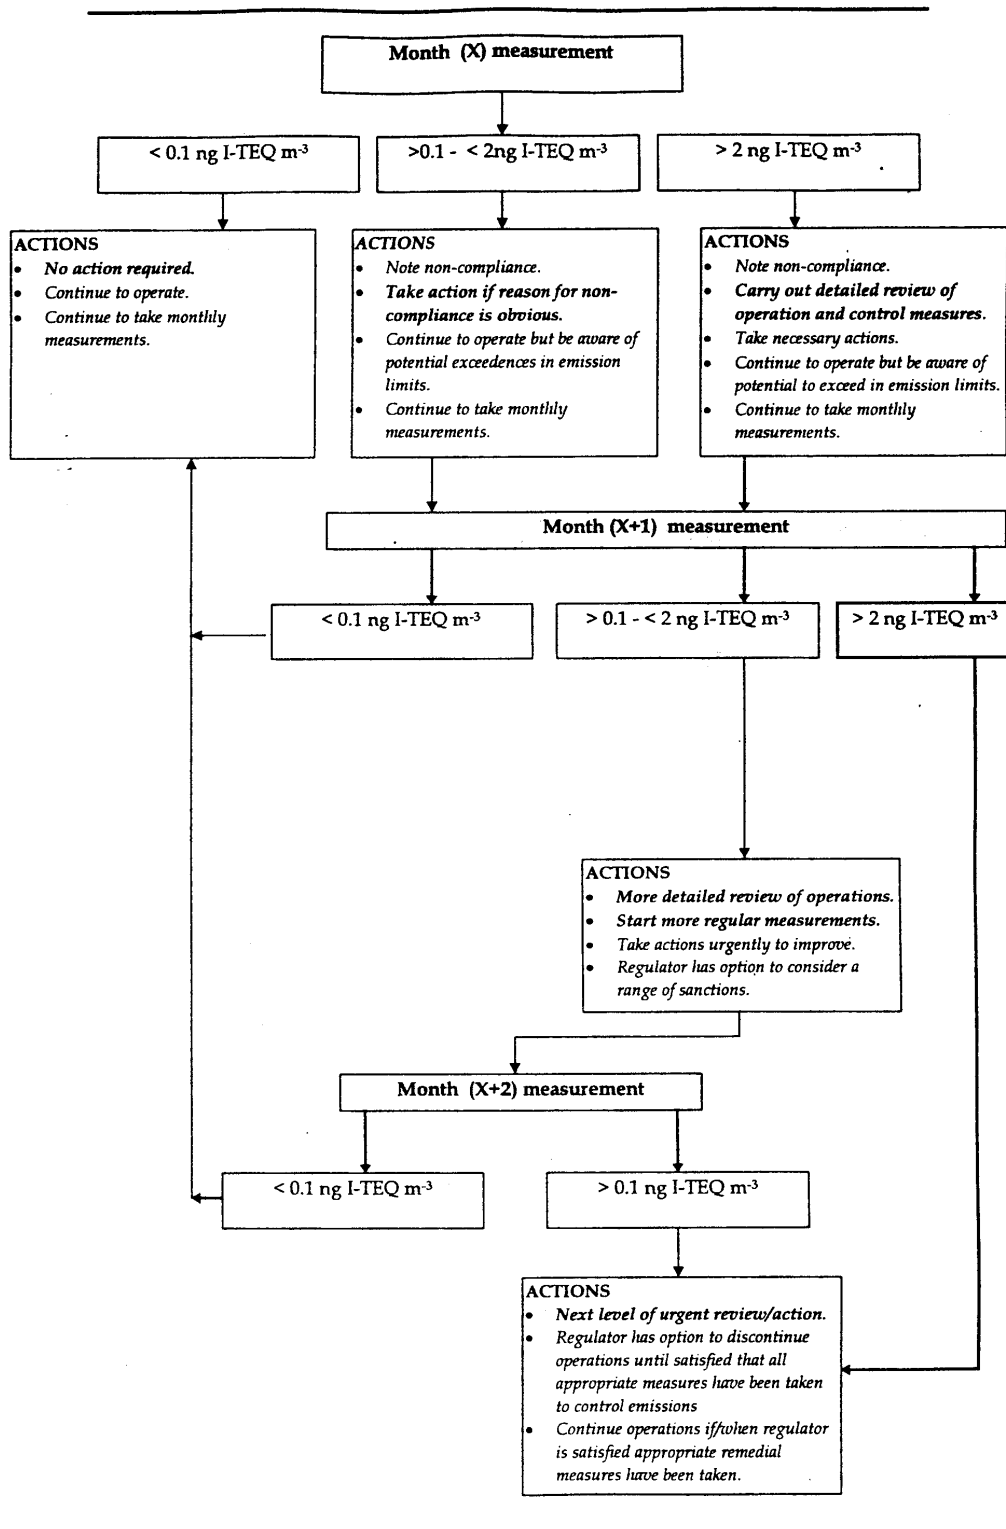 Month (X) measurement
< 0.1 ng I-TEQ m-3
>0.1 - < 2ng I-TEQ m-3
> 2 ng I-TEQ m-3
ACTIONS
• No action required.
• Continue to operate.
• Continue to take monthly
measurements.
ACTIONS
• Note non-compliance.
• Take action if reason for non-
compliance is obvious.
• Continue to operate but be aware of
potential exceedences in emission
limits.
• Continue to take monthly
measurements.
ACTIONS
• Note non-compliance.
• Carry out detailed review of
operation and control measures.
• Take necessary actions.
• Continue to operate but be aware of
potential to exceed in emission limits.
• Continue to take monthly
measurements.
Month (X+1) measurement
< 0.1 ng I-TEQ m-3
> 0.1 - < 2 ng I-TEQ m-3
> 2 ng I-TEQ m-3
ACTIONS
• More detailed review of operations.
• Start more regular measurements.
• Take actions urgently to improve.
• Regulator has option to consider a
range of sanctions.
Month (X+2) measurement
< 0.1 ng I-TEQ m-3
> 0.1 ng I-TEQ m-3
ACTIONS
• Next level of urgent review/action.
• Regulator has option to discontinue
operations until satisfied that all
appropriate measures have been taken
to control emissions
• Continue operations if/when regulator
is satisfied appropriate remedial
measures have been taken.